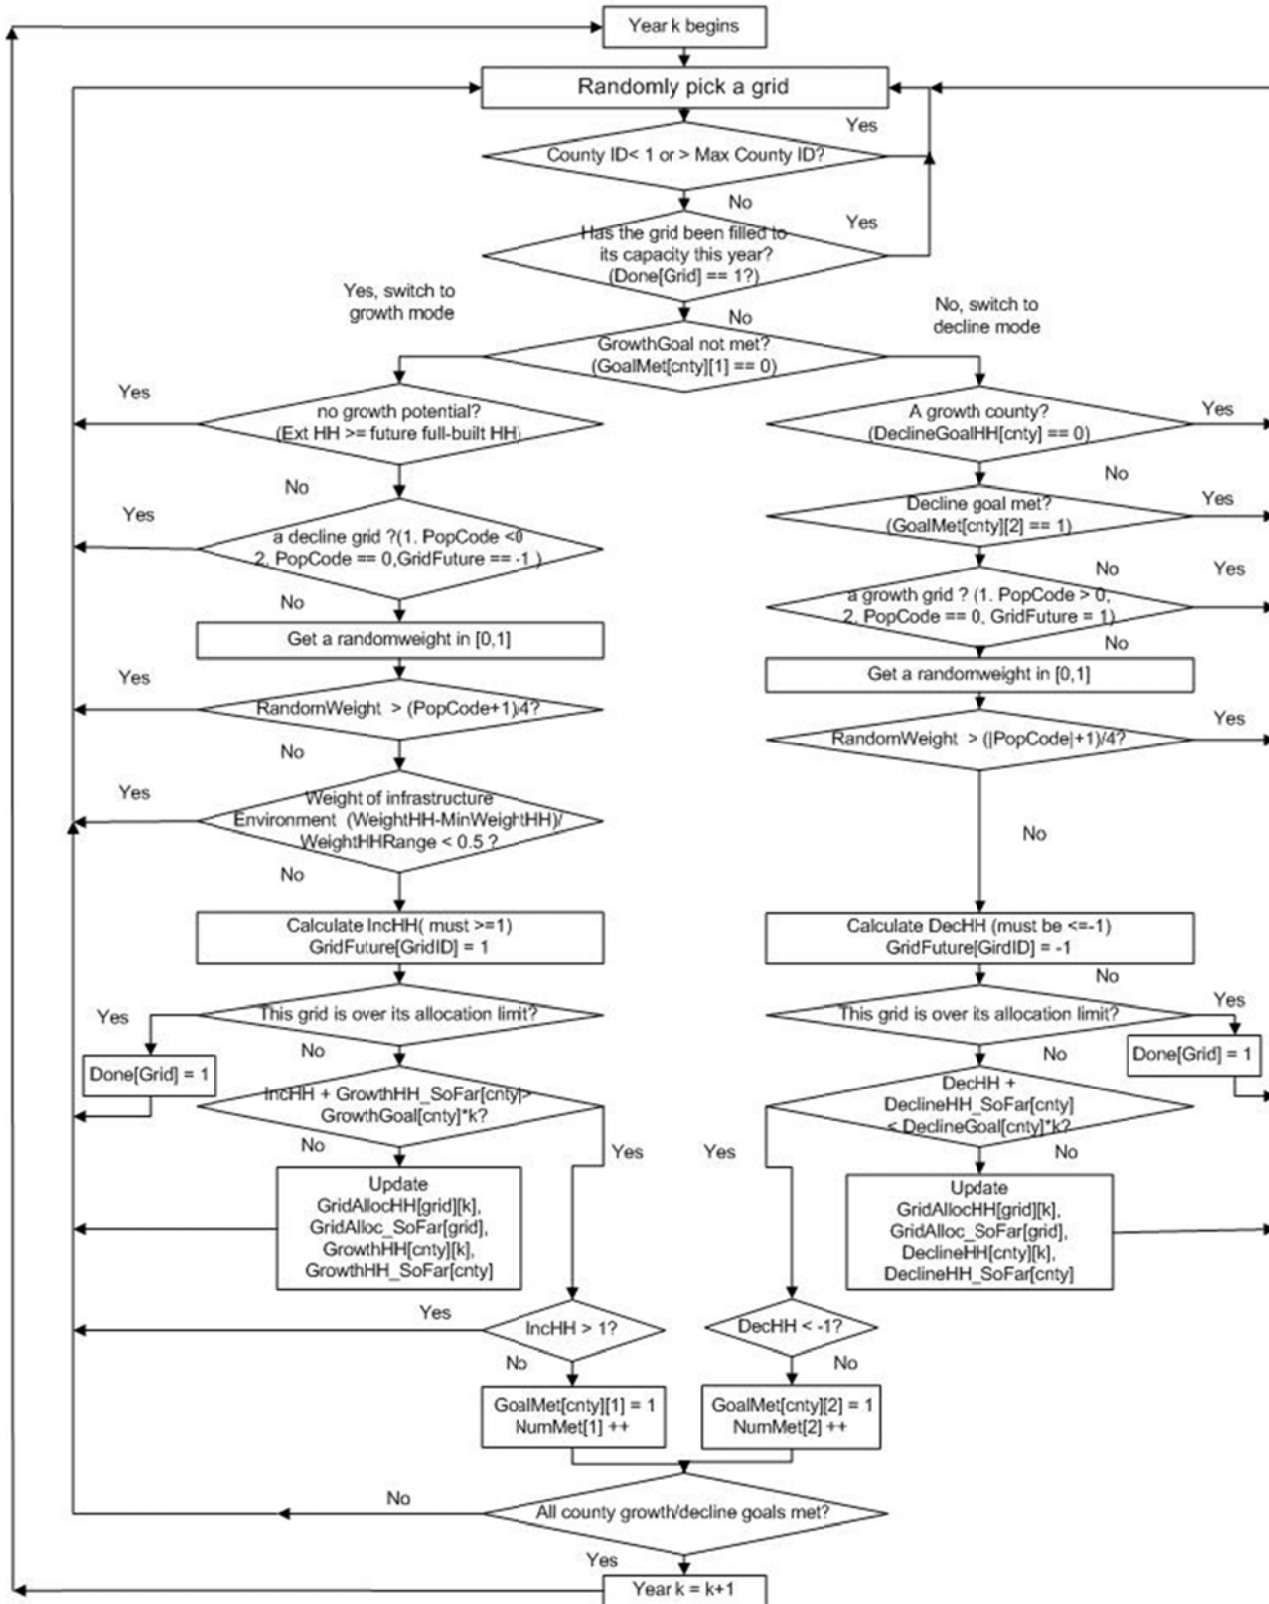 Year k begins
Randomly pick a grid
Yes
County ID< 1 or > Max County ID?
No
Yes
Has the grid been filled to
its capacity this year?
(Done[Grid] == 1?)
Yes, switch to
growth mode
No, switch to
decline mode
No
GrowthGoal not met?
(GoalMet[cnty][1] == 0)
Yes
no growth potential?
(Ext HH >= future full-built HH)
No
Yes
a decline grid ?(1. PopCode <0
2, PopCode == 0,GridFuture == -1 )
No
Get a randomweight in [0,1]
Yes
RandomWeight > (PopCode+1)/4?
No
Yes
Weight of infrastructure
Environment (WeightHH-MinWeightHH)/
WeightHHRange < 0.5 ?
No
Calculate IncHH( must >=1)
GridFuture[GridID] = 1
Yes
This grid is over its allocation limit?
No
Done[Grid] = 1
IncHH + GrowthHH_SoFar[cnty]>
GrowthGoal[cnty]*k?
No
Yes
Update
GridAllocHH[grid][k],
GridAlloc_SoFar[grid],
GrowthHH[cnty][k],
GrowthHH_SoFar[cnty]
Yes
IncHH > 1?
No
GoalMet[cnty][1] = 1
NumMet[1] ++
A growth county?
(DeclineGoalHH[cnty] == 0)
Yes
No
Decline goal met?
(GoalMet[cnty][2] == 1)
Yes
No
Yes
a growth grid ? (1. PopCode > 0,
2, PopCode == 0, GridFuture = 1)
No
Get a randomweight in [0,1]
Yes
RandomWeight > (|PopCode|+1)/4?
No
Calculate DecHH (must be <=-1)
GridFuture[GirdID] = -1
No
Yes
This grid is over its allocation limit?
No
Done[Grid] = 1
DecHH +
DeclineHH_SoFar[cnty]
< DeclineGoal[cnty]*k?
Yes
No
Update
GridAllocHH[grid][k],
GridAlloc_SoFar[grid],
DeclineHH[cnty][k],
DeclineHH_SoFar[cnty]
DecHH < -1?
No
GoalMet[cnty][2] = 1
NumMet[2] ++
No
All county growth/decline goals met?
Yes
Year k = k+1